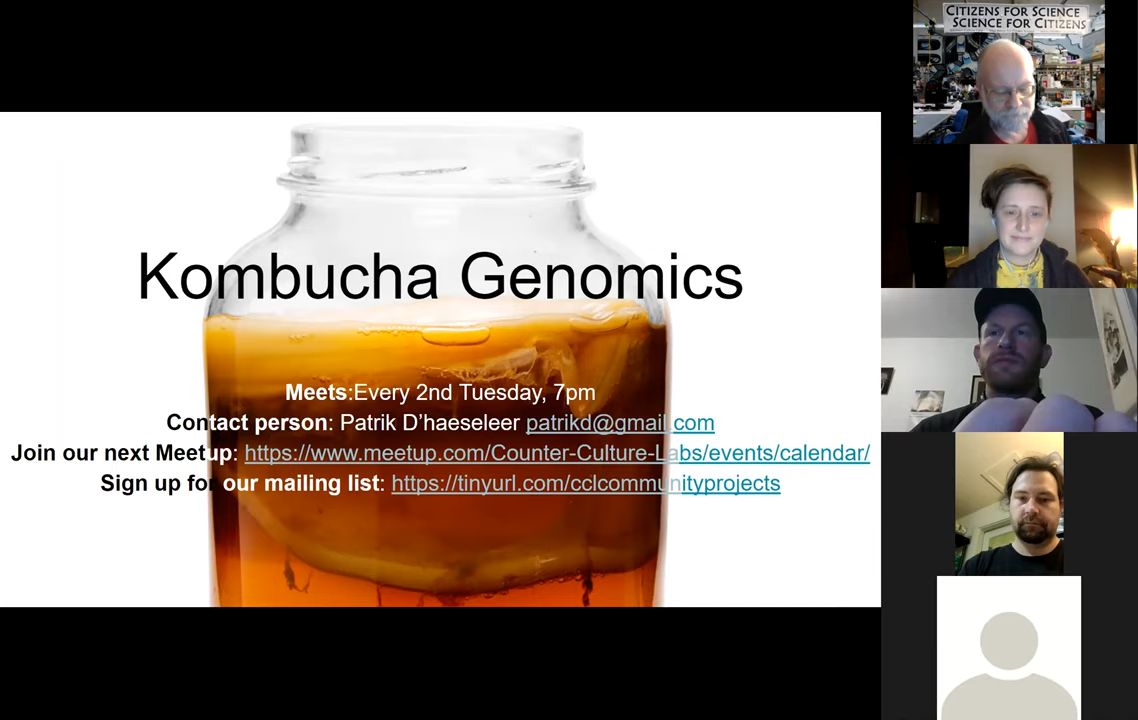 Kombucha Genomics
Meets:Every 2nd Tuesday, 7pm
Contact person: Patrik D’haeseleer patrikd@gmail.com
Join our next Meetup: https://www.meetup.com/Counter-Culture-Labs/events/calendar/
Sign up for our mailing list: https://tinyurl.com/cclcommunityprojects
CITIZENS FOR SCIENCE
SCIENCE FOR CITIZENS